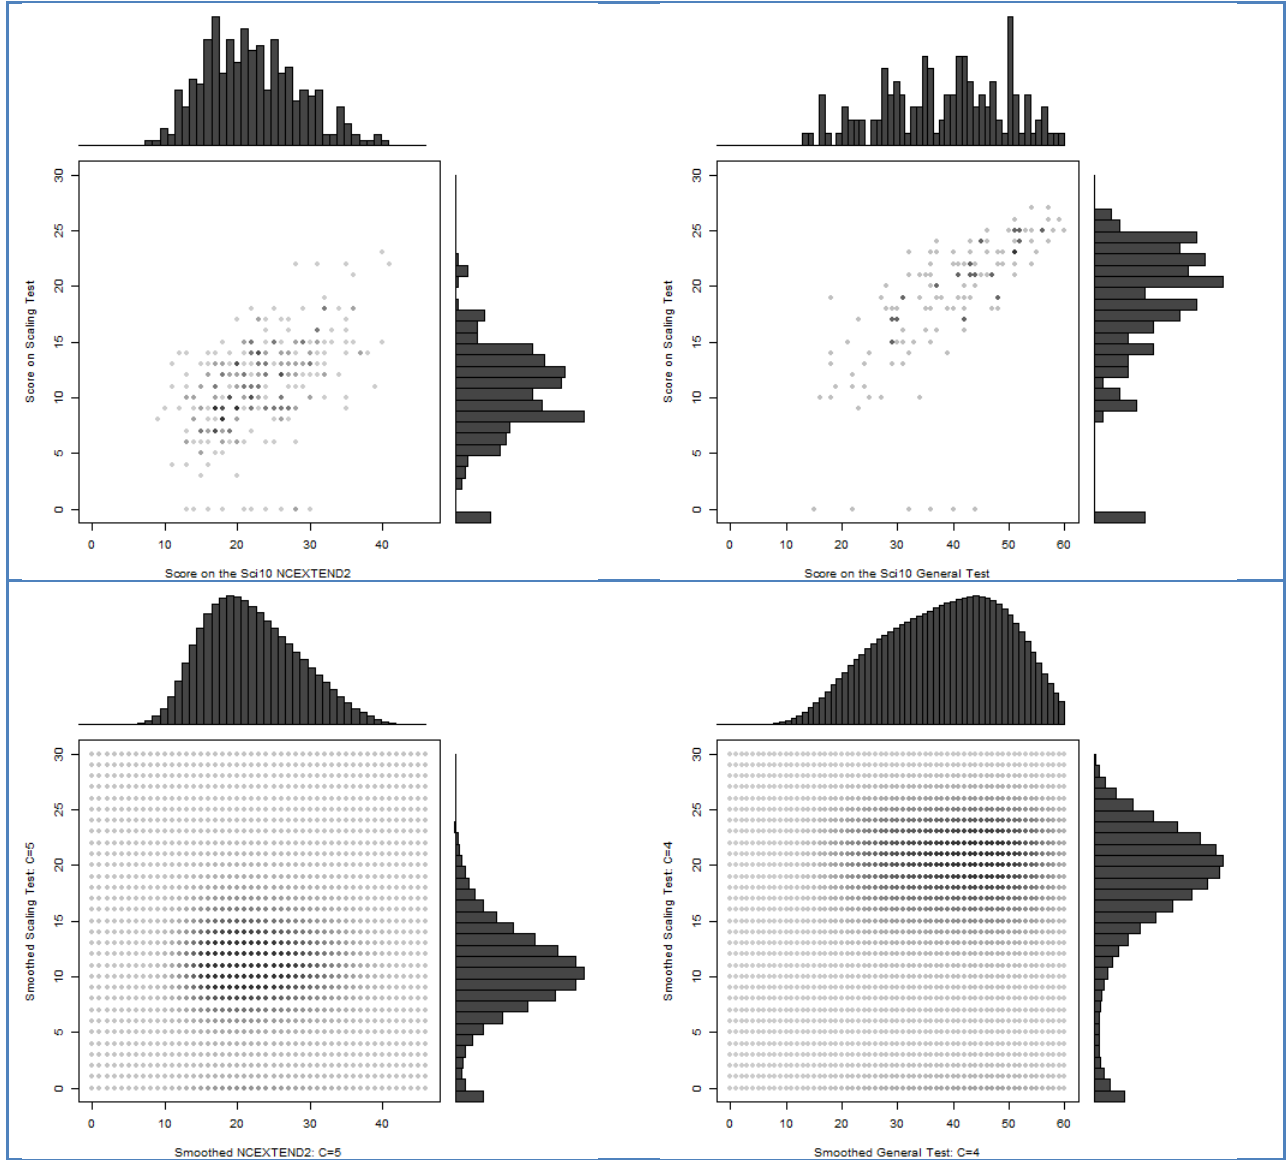 30
25
20
15
10
5
0
Score on Scaling Test
0 10 20 30 40
Score on the Sci10 NCEXTEND2
30
25
20
15
10
5
0
Score on Scaling Test
0 10 20 30 40 50 60
Score on the Sci10 General Test
30
25
20
15
10
5
0
Smoothed Scaling Test: C=5
0 10 20 30 40
Smoothed NCEXTEND2: C=5
30
25
20
15
10
5
0
Smoothed Scaling Test: C=4
0 10 20 30 40 50 60
Smoothed General Test: C=4